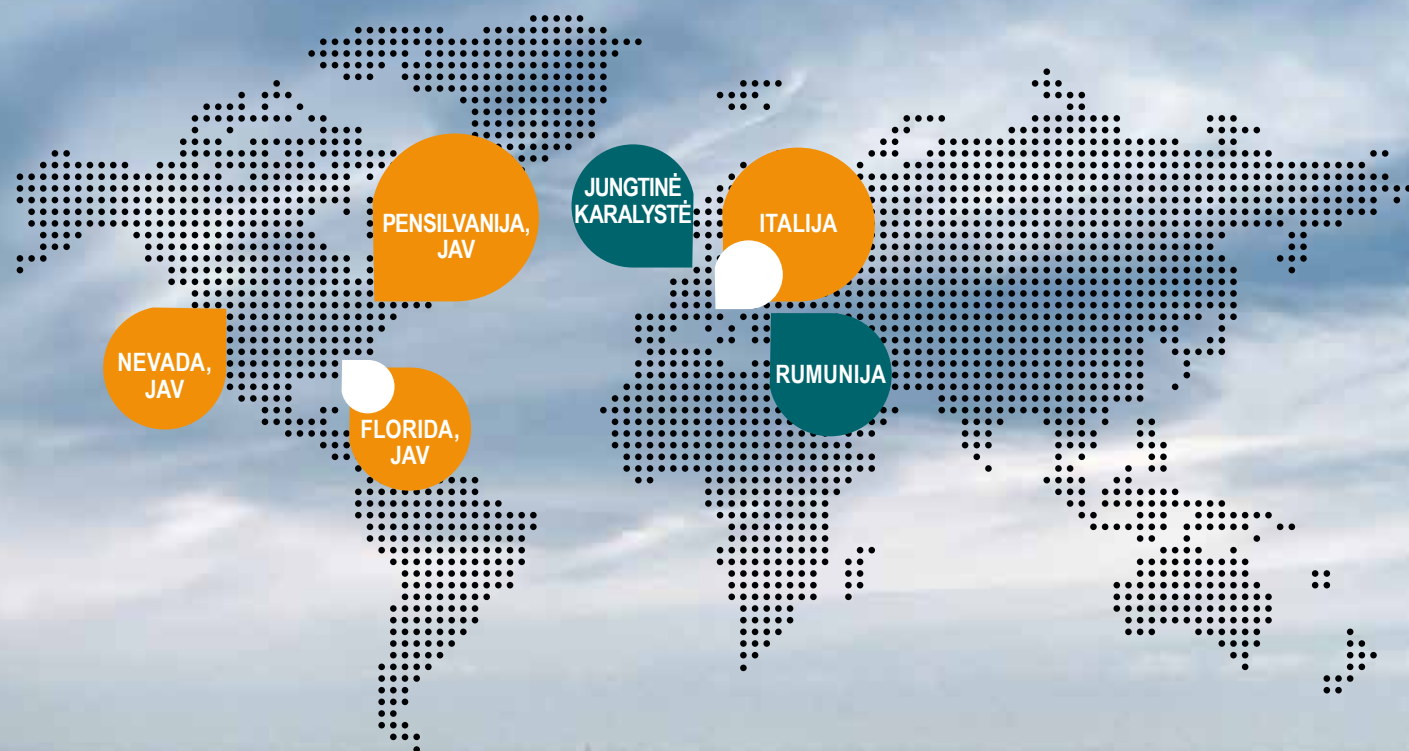 PENSILVANIJA,
JAV
JUNGTINĖ
KARALYSTĖ
ITALIJA
NEVADA,
JAV
FLORIDA,
JAV
RUMUNIJA